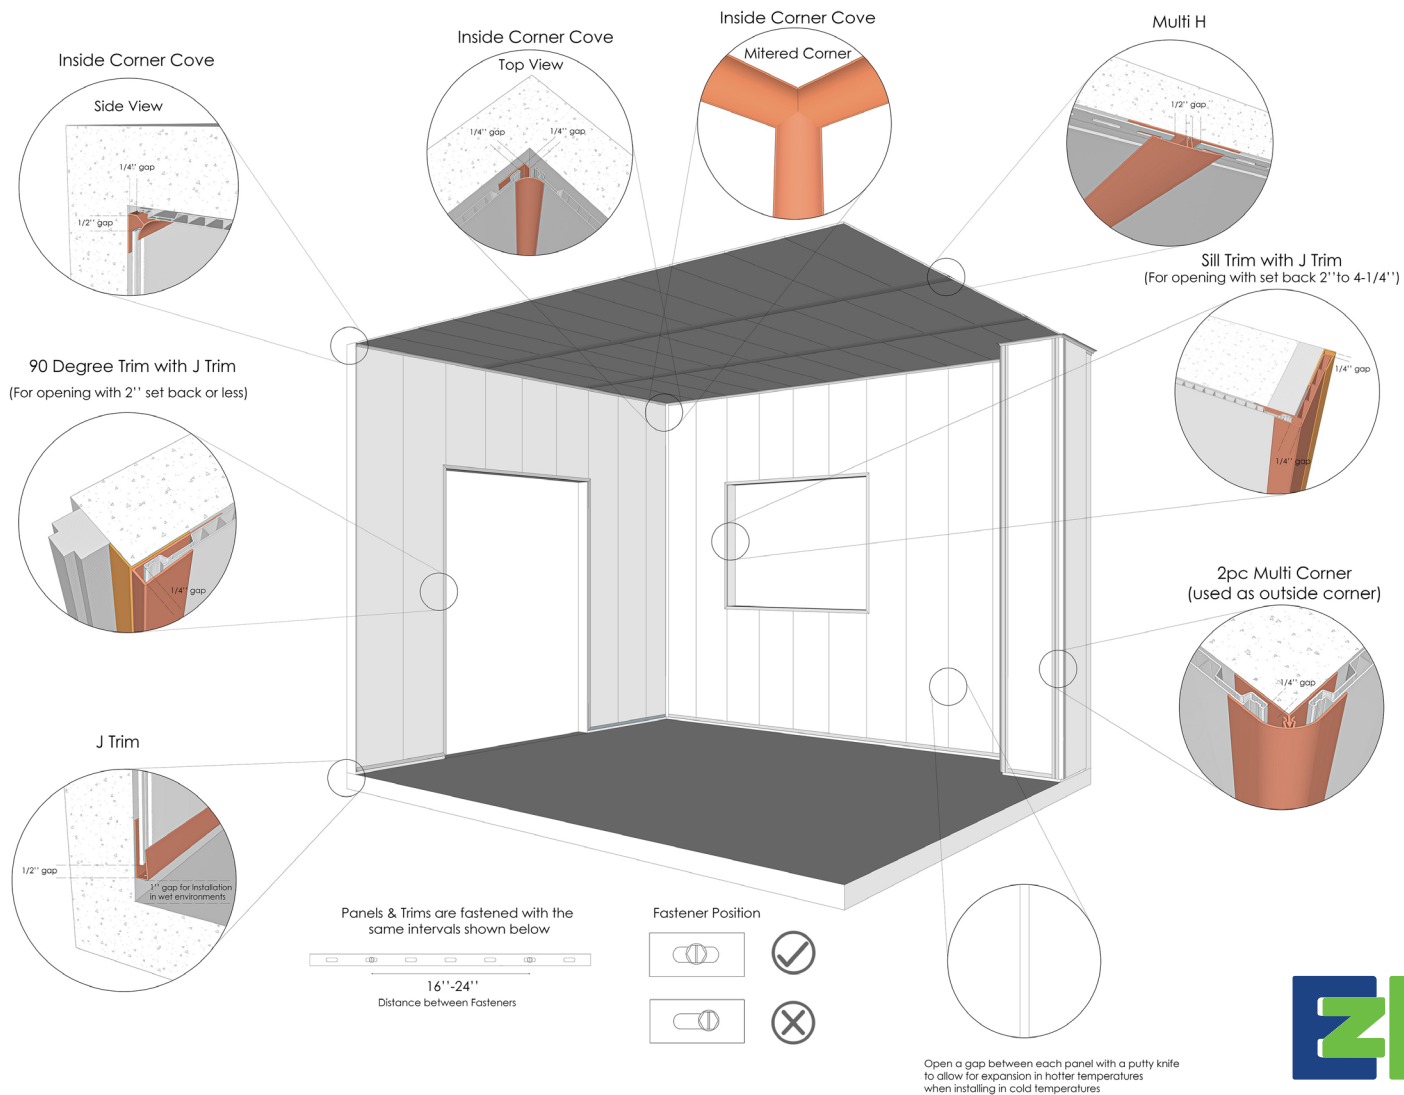 Inside Corner Cove
Side View
1/4'' gap
1/2'' gap
Inside Corner Cove
Top View
1/4'' gap
1/4'' gap
Inside Corner Cove
Mitered Corner
Multi H
1/2'' gap
Sill Trim with J Trim
(For opening with set back 2''to 4-1/4'')
1/4'' gap
1/4'' gap
90 Degree Trim with J Trim
(For opening with 2'' set back or less)
1/4'' gap
2pc Multi Corner
(used as outside corner)
1/4'' gap
J Trim
1/2'' gap
1'' gap for Installation
in wet environments
Panels & Trims are fastened with the
same intervals shown below
16''-24''
Distance between Fasteners
Fastener Position
Open a gap between each panel with a putty knife
to allow for expansion in hotter temperatures
when installing in cold temperatures
Ez